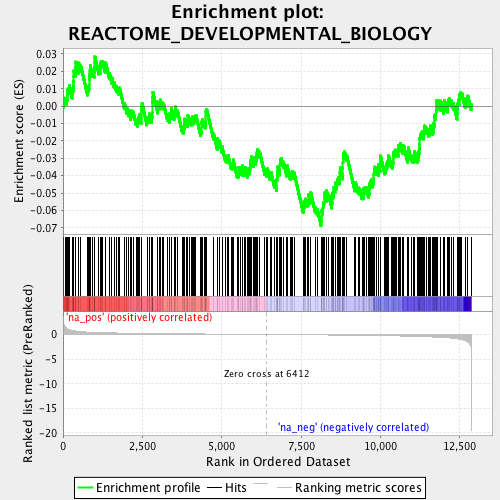 Enrichment plot:
REACTOME_DEVELOPMENTAL_BIOLOGY
Enrichment score (ES)
0.03
0.02
0.01
0.00
-0.01
-0.02
-0.03
-0.04
-0.05
-0.06
-0.07
'na_pos' (positively correlated)
Ranked list metric (PreRanked)
0
-5
-10
-15
-20
Zero cross at 6412
'na_neg' (negatively correlated)
0
2,500
5,000
7,500
10,000
12,500
Rank in Ordered Dataset
Enrichment profile
Hits
Ranking metric scores